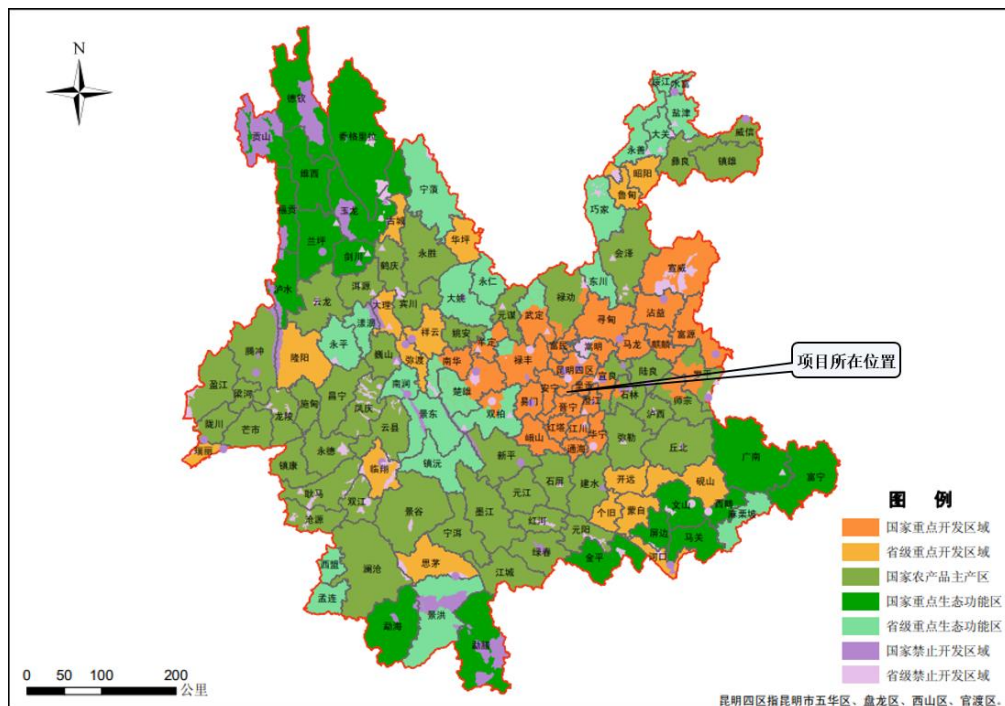 N
德钦
贡山
香格里拉
维西
福贡
玉龙
兰坪
剑川
泸水
宁蒗
古城
华坪
永胜
鹤庆
洱源
云龙
大理
宾川
漾濞
永平
祥云
弥渡
巍山
南涧
大姚
永仁
姚安
牟定
南华
楚雄
双柏
元谋
武定
禄劝
禄丰
富民
嵩明
寻甸
东川
会泽
巧家
鲁甸
昭阳
永善
大关
盐津
绥江
水富
彝良
镇雄
威信
宣威
沾益
富源
马龙
麒麟
陆良
罗平
师宗
昆明四区
呈贡
宜良
石林
安宁
晋宁
澄江
易门
峨山
红塔
江川
华宁
通海
项目所在位置
腾冲
隆阳
盈江
梁河
陇川
芒市
龙陵
施甸
昌宁
瑞丽
凤庆
云县
永德
镇康
临翔
耿马
双江
沧源
景东
镇沅
景谷
宁洱
墨江
新平
元江
石屏
建水
红河
元阳
绿春
江城
思茅
澜沧
西盟
孟连
勐海
景洪
勐腊
泸西
弥勒
丘北
开远
个旧
蒙自
砚山
文山
西畴
麻栗坡
广南
富宁
马关
屏边
河口
金平
图 例
国家重点开发区域
省级重点开发区域
国家农产品主产区
国家重点生态功能区
省级重点生态功能区
国家禁止开发区域
省级禁止开发区域
0 50 100 200
公里
昆明四区指昆明市五华区、盘龙区、西山区、官渡区。